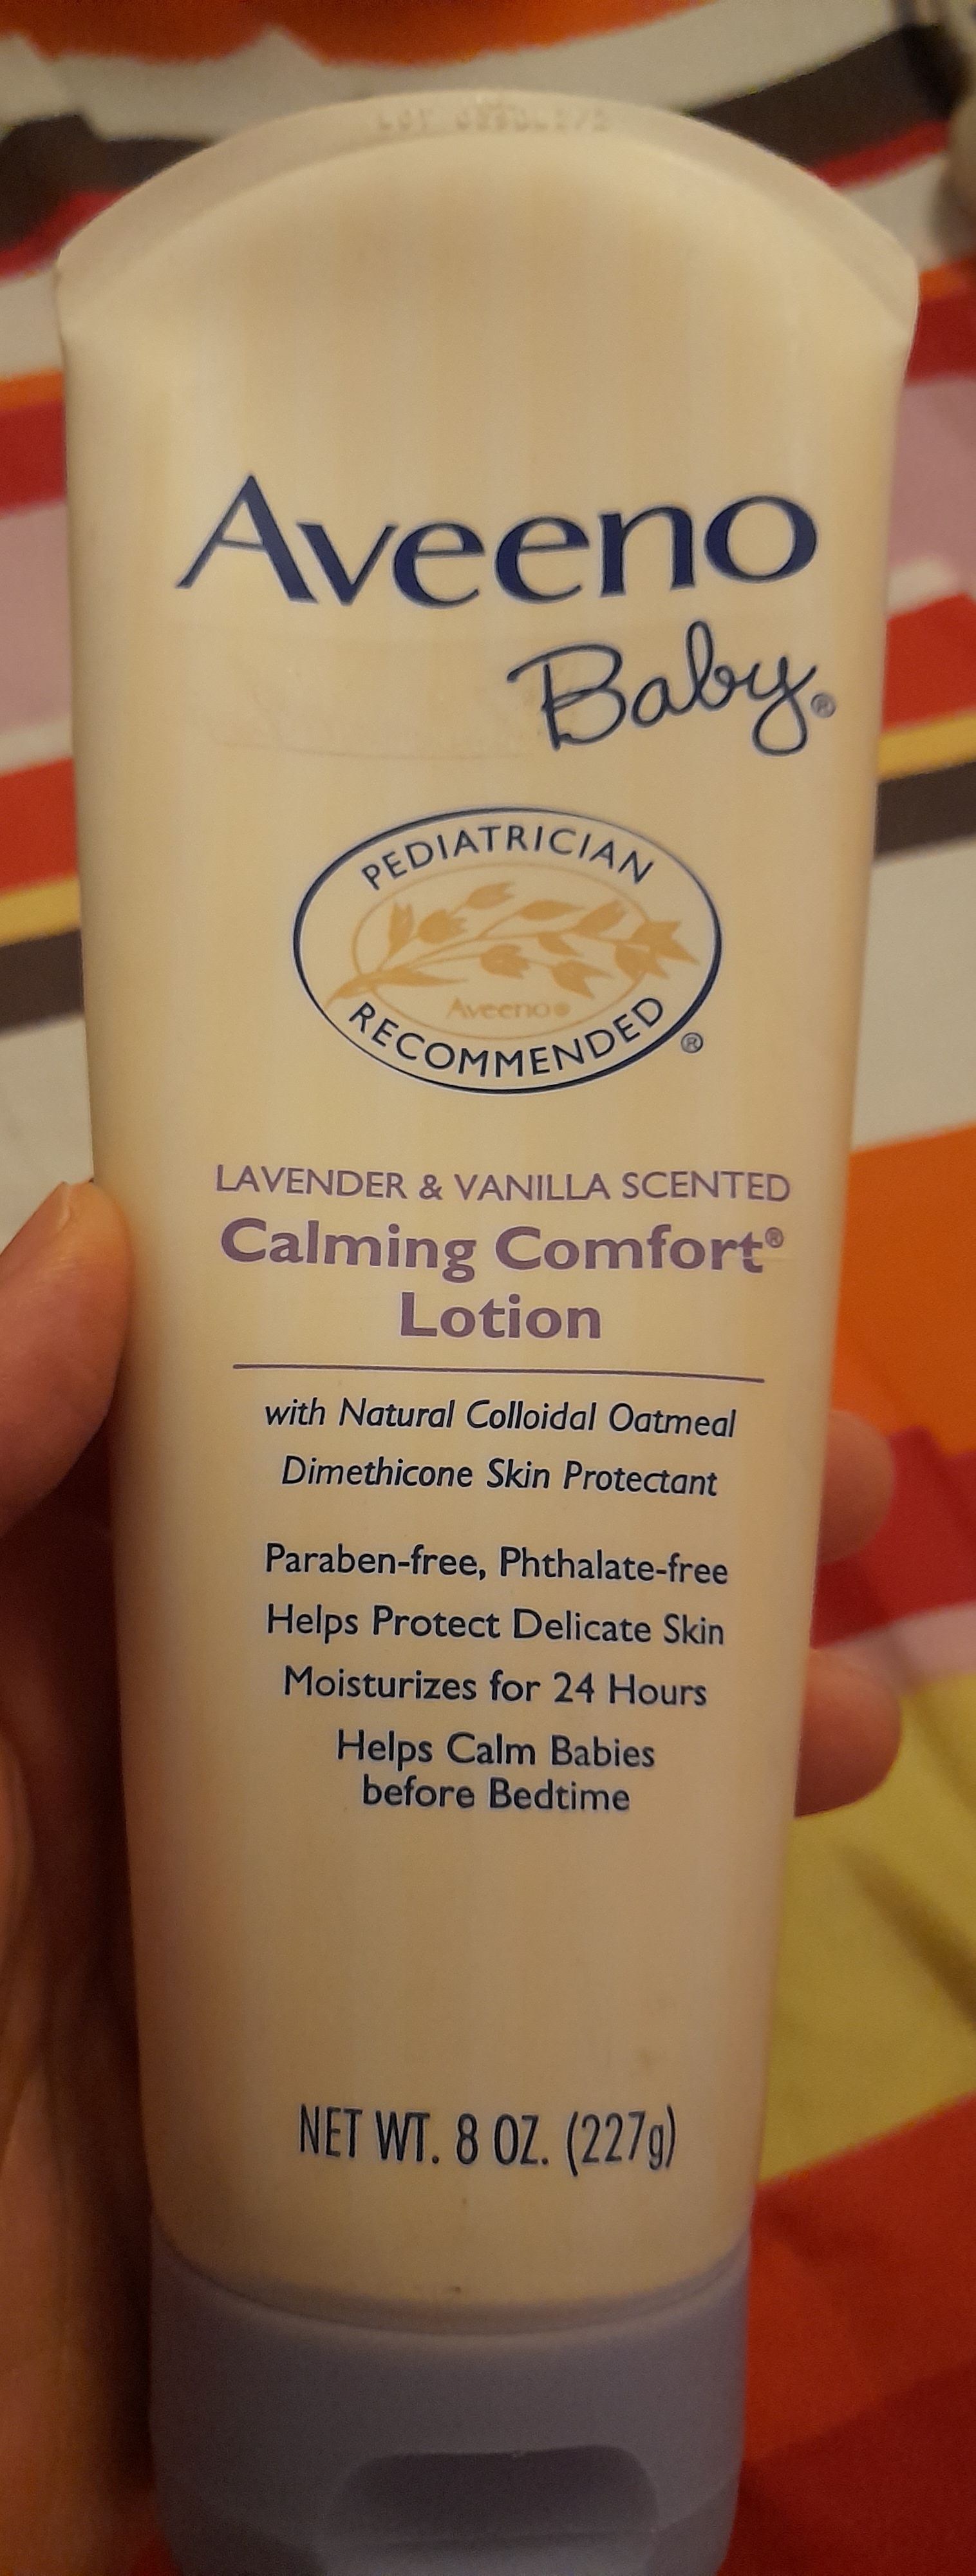 Aveeno
Baby®
PEDIATRICIAN
Aveeno®
RECOMMENDED®
LAVENDER & VANILLA SCENTED
Calming Comfort®
Lotion
with Natural Colloidal Oatmeal
Dimethicone Skin Protectant
Paraben-free, Phthalate-free
Helps Protect Delicate Skin
Moisturizes for 24 Hours
Helps Calm Babies
before Bedtime
NET WT. 8 OZ. (227g)